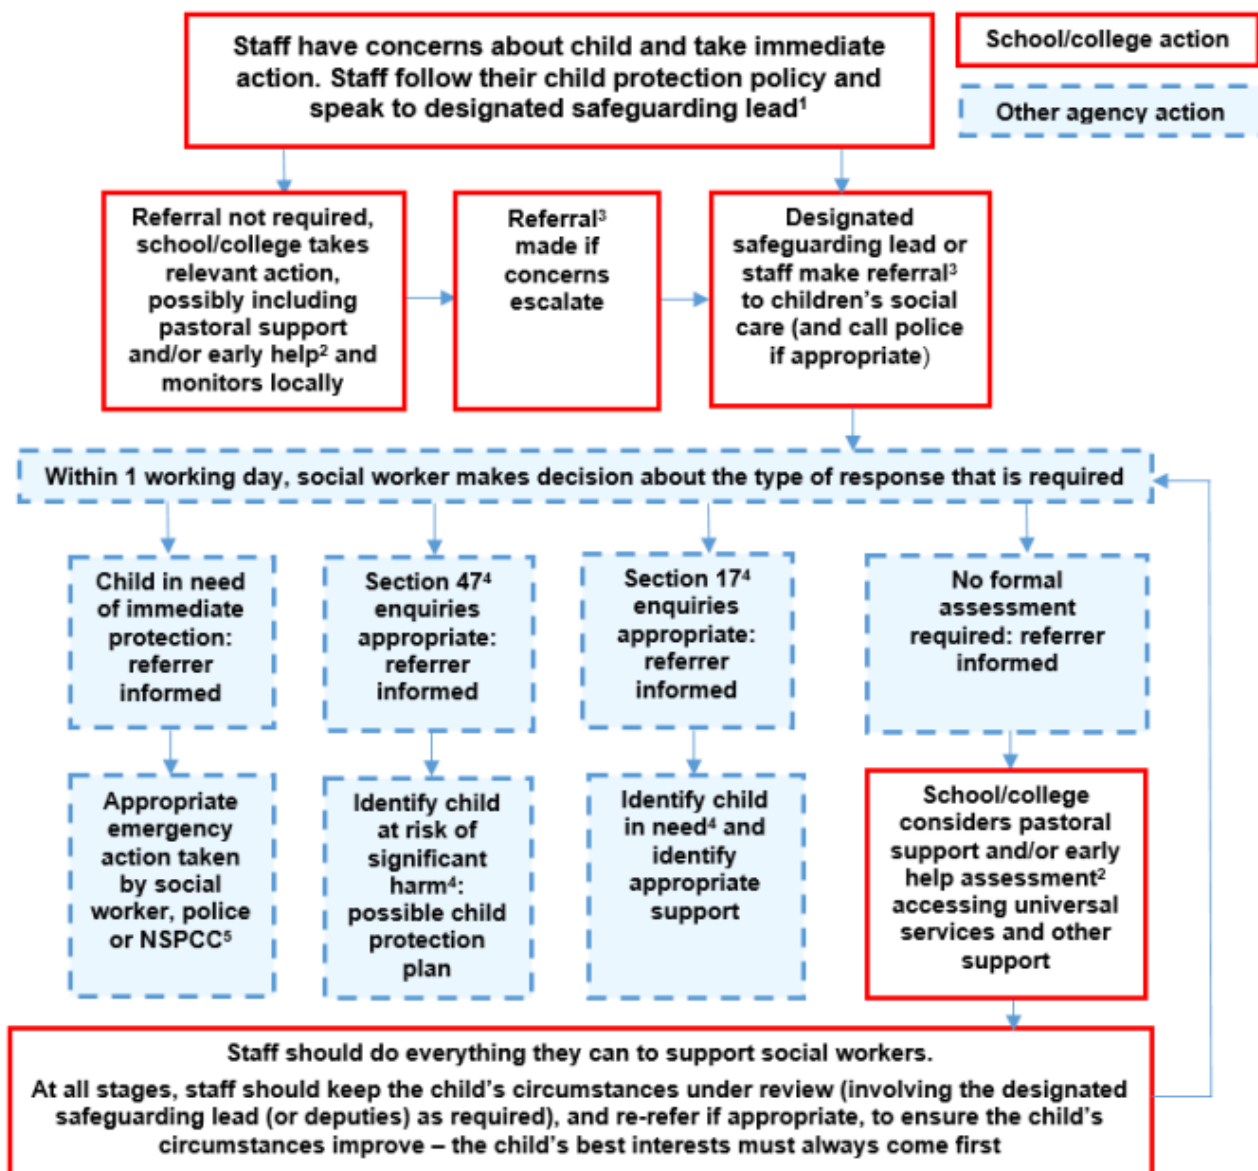 Staff have concerns about child and take immediate
action. Staff follow their child protection policy and
speak to designated safeguarding lead¹
School/college action
Other agency action
Referral not required,
school/college takes
relevant action,
possibly including
pastoral support
and/or early help² and
monitors locally
Referral³
made if
concerns
escalate
Designated
safeguarding lead or
staff make referral³
to children's social
care (and call police
if appropriate)
Within 1 working day, social worker makes decision about the type of response that is required
Child in need
of immediate
protection:
referrer
informed
Section 47⁴
enquiries
appropriate:
referrer
informed
Section 17⁴
enquiries
appropriate:
referrer
informed
No formal
assessment
required: referrer
informed
Appropriate
emergency
action taken
by social
worker, police
or NSPCC⁵
Identify child
at risk of
significant
harm⁴:
possible child
protection
plan
Identify child
in need⁴ and
identify
appropriate
support
School/college
considers pastoral
support and/or early
help assessment²
accessing universal
services and other
support
Staff should do everything they can to support social workers.
At all stages, staff should keep the child's circumstances under review (involving the designated
safeguarding lead (or deputies) as required), and re-refer if appropriate, to ensure the child's
circumstances improve – the child's best interests must always come first